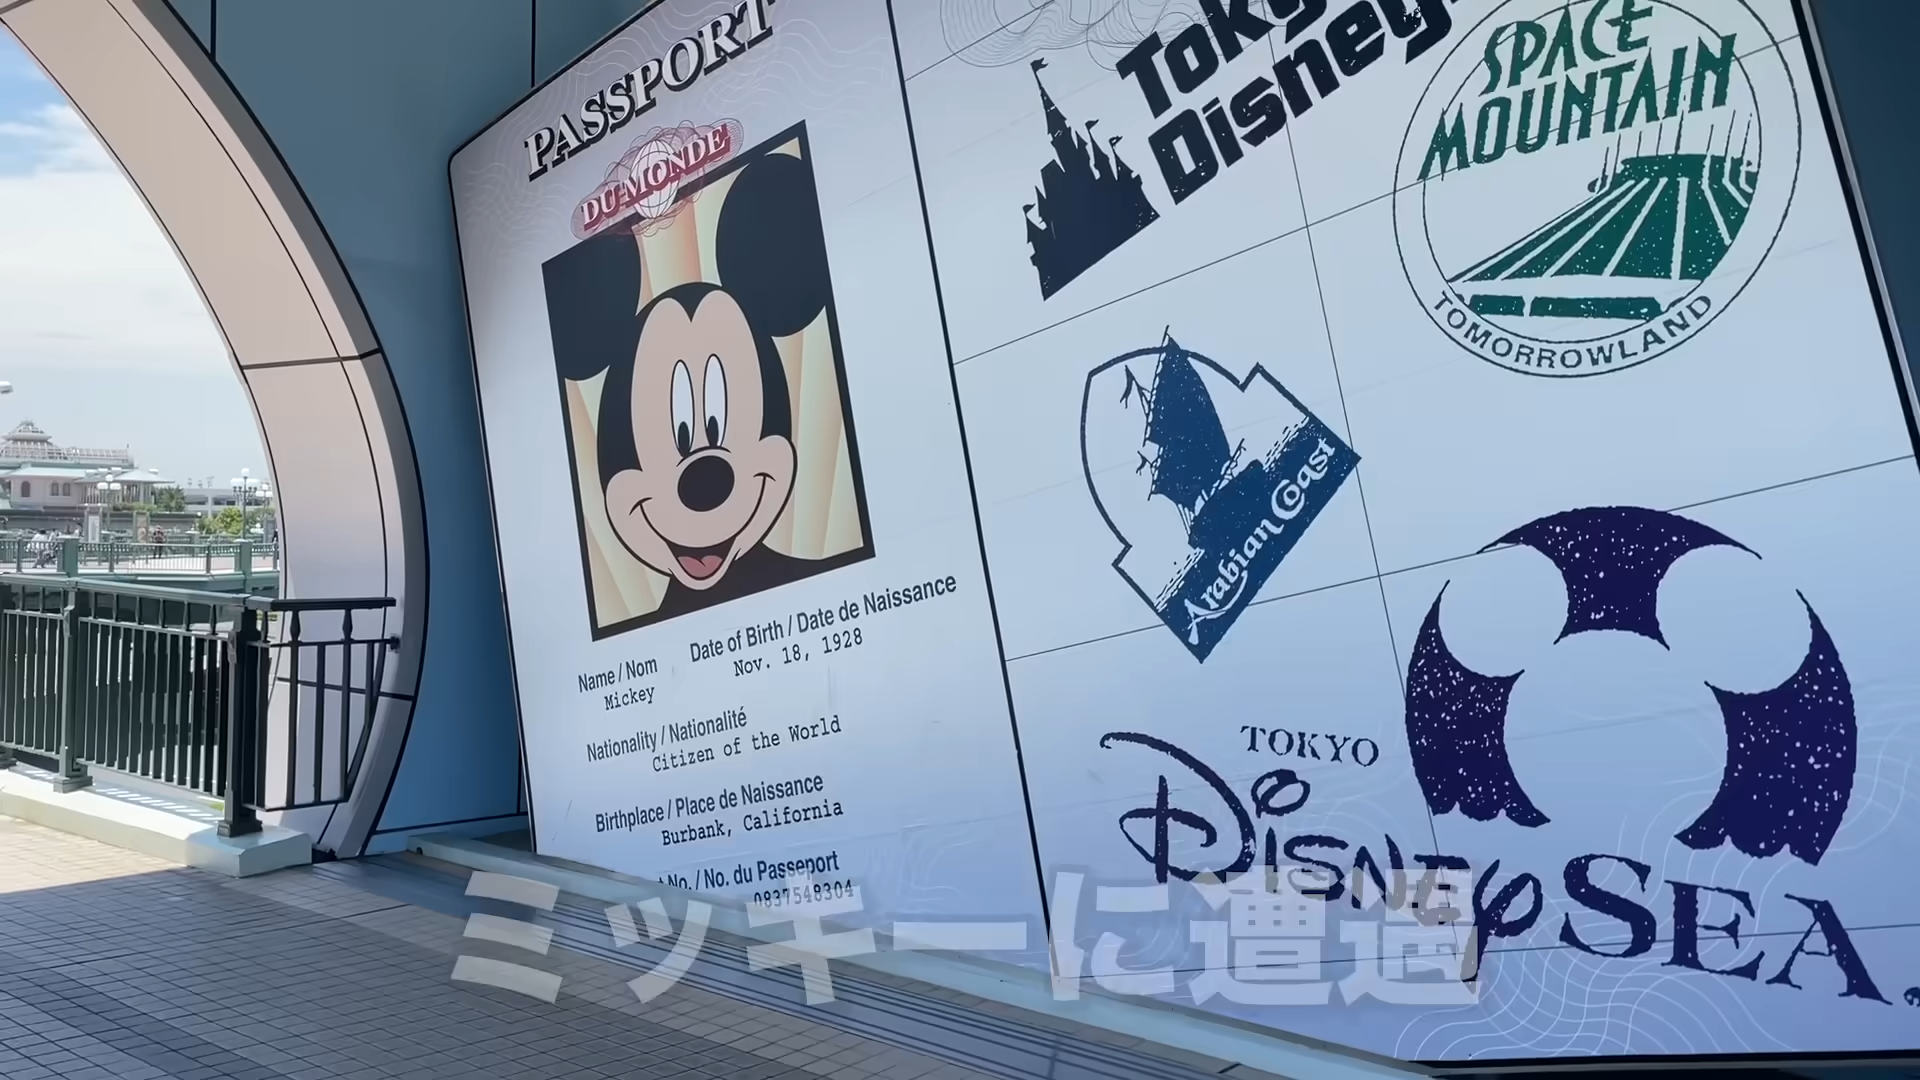 PASSPORT
DU MONDE
Name / Nom
Mickey
Date of Birth / Date de Naissance
Nov. 18, 1928
Nationality / Nationalité
Citizen of the World
Birthplace / Place de Naissance
Burbank, California
No. / No. du Passeport
0837548304
Tokyo
Disney
SPACE
MOUNTAIN
TOMORROWLAND
Arabian Coast
TOKYO
DISNEY SEA
ミッキーに遭遇